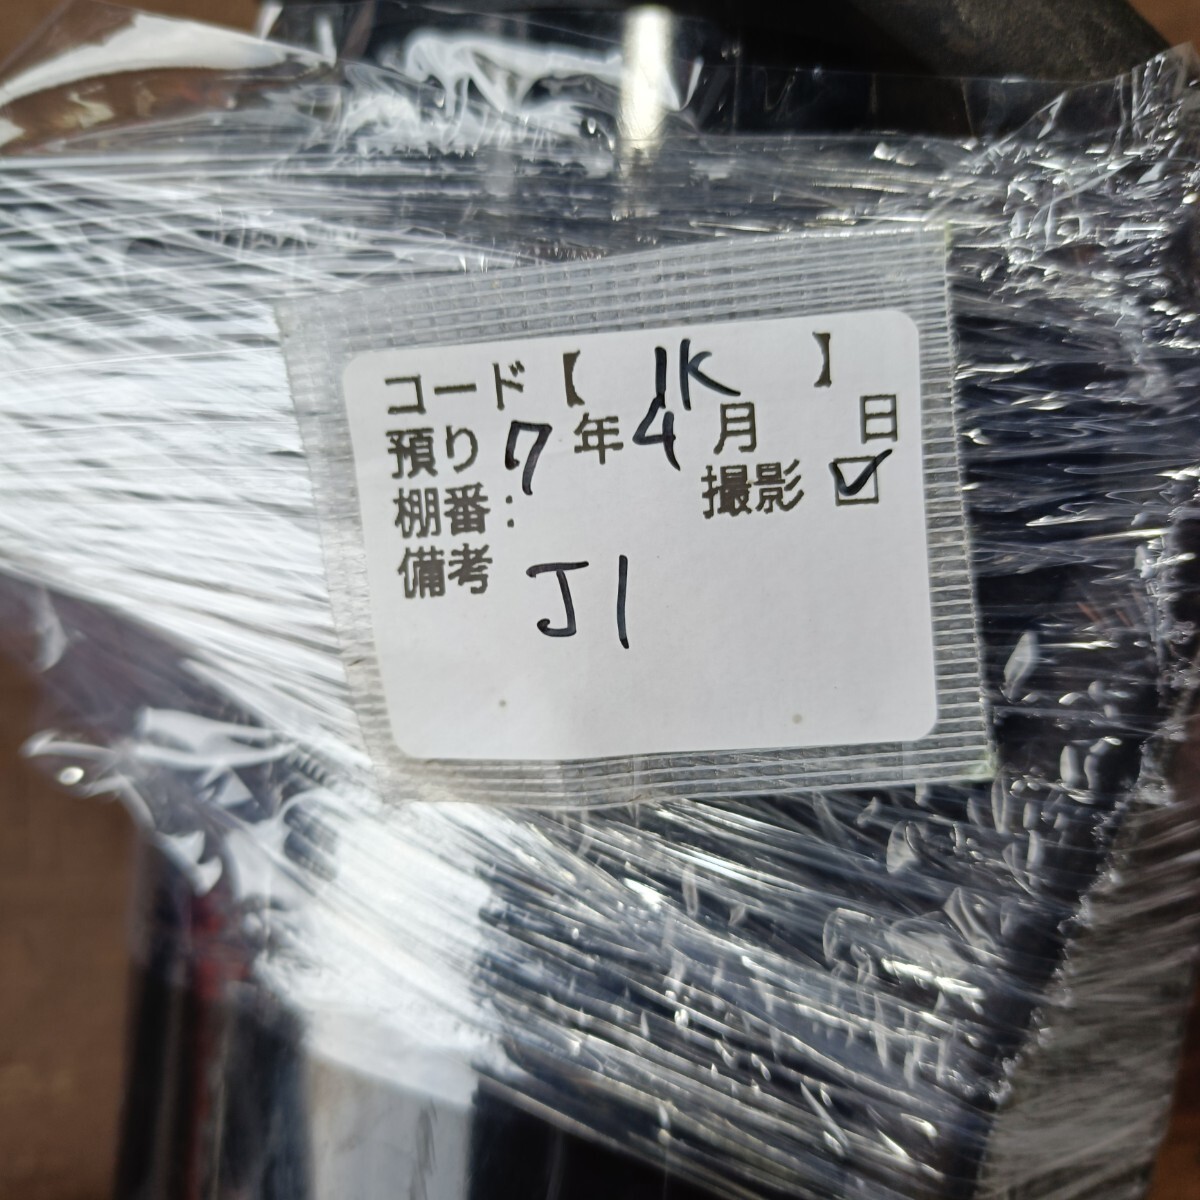 コード【 1K 】
預り 7 年 4 月 日
棚番: 撮影 ☑
備考 J1